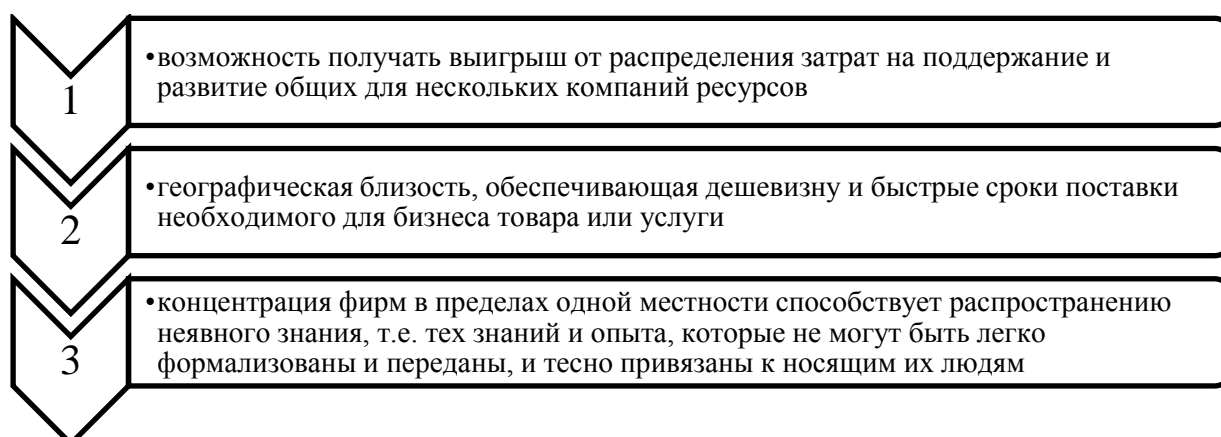 1
•возможность получать выигрыш от распределения затрат на поддержание и
развитие общих для нескольких компаний ресурсов
2
•географическая близость, обеспечивающая дешевизну и быстрые сроки поставки
необходимого для бизнеса товара или услуги
3
•концентрация фирм в пределах одной местности способствует распространению
неявного знания, т.е. тех знаний и опыта, которые не могут быть легко
формализованы и переданы, и тесно привязаны к носящим их людям